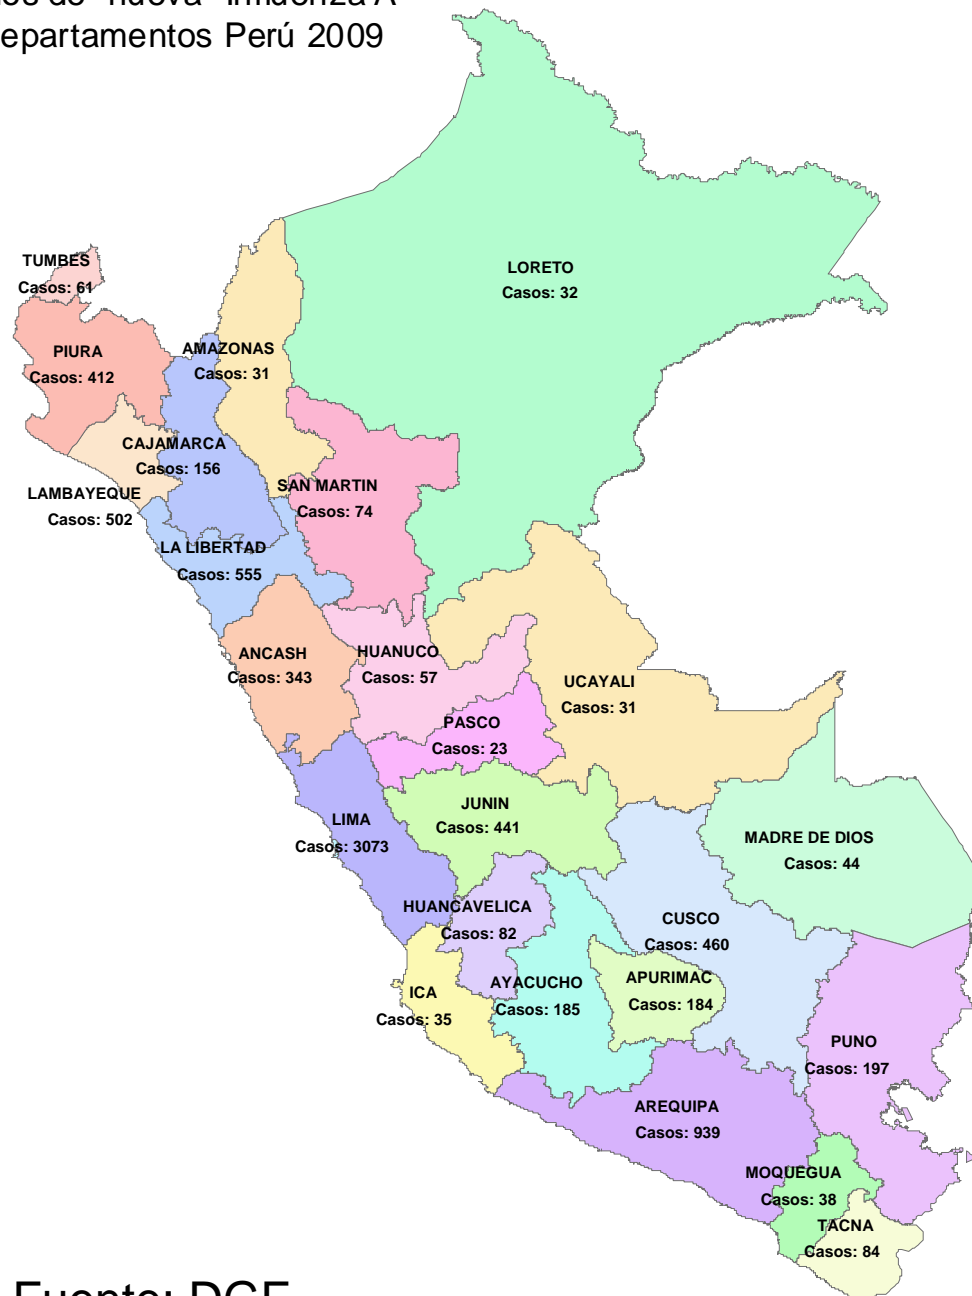 "nueva" Influenza A
epartamentos Perú 2009
TUMBES
Casos: 61
LORETO
Casos: 32
PIURA
Casos: 412
AMAZONAS
Casos: 31
CAJAMARCA
Casos: 156
LAMBAYEQUE
Casos: 502
SAN MARTIN
Casos: 74
LA LIBERTAD
Casos: 555
ANCASH
Casos: 343
HUANUCO
Casos: 57
UCAYALI
Casos: 31
PASCO
Casos: 23
JUNIN
Casos: 441
LIMA
Casos: 3073
MADRE DE DIOS
Casos: 44
HUANCAVELICA
Casos: 82
CUSCO
Casos: 460
AYACUCHO
Casos: 185
APURIMAC
Casos: 184
ICA
Casos: 35
PUNO
Casos: 197
AREQUIPA
Casos: 939
MOQUEGUA
Casos: 38
TACNA
Casos: 84
Fuente: DGE